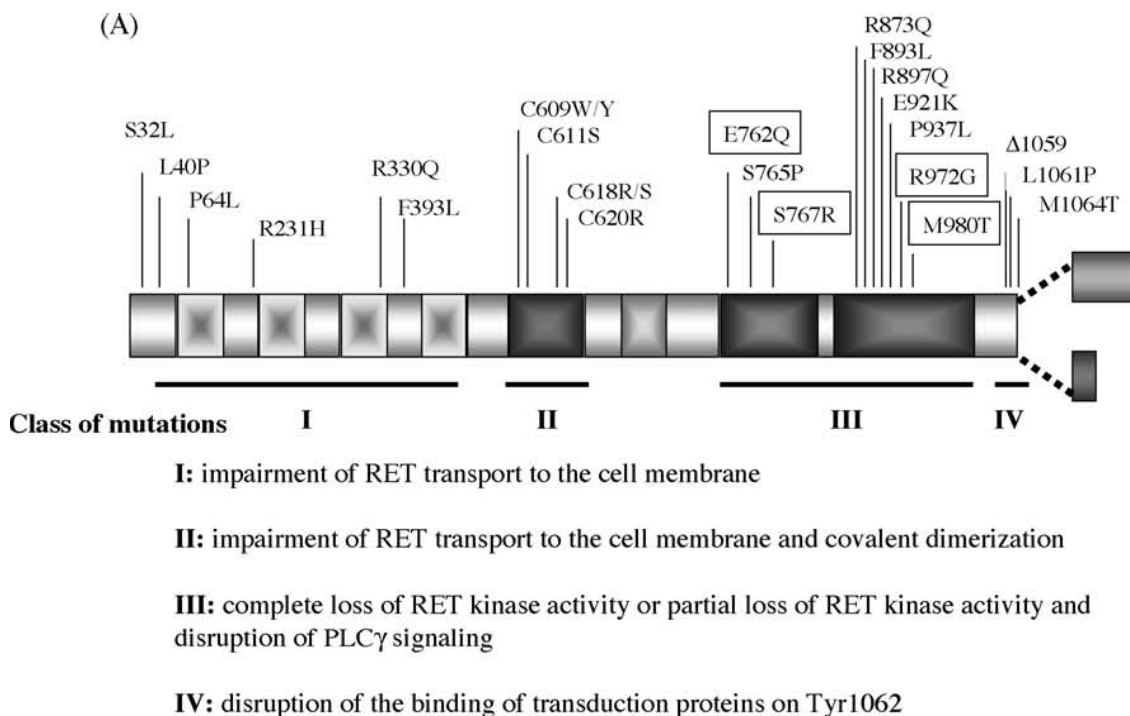 (A)
R873Q
F893L
R897Q
E921K
P937L
R972G
M980T
S32L
L40P
P64L
R231H
R330Q
F393L
C609W/Y
C611S
C618R/S
C620R
E762Q
S765P
S767R
Δ1059
L1061P
M1064T
Class of mutations I II III IV
I: impairment of RET transport to the cell membrane
II: impairment of RET transport to the cell membrane and covalent dimerization
III: complete loss of RET kinase activity or partial loss of RET kinase activity and
disruption of PLCγ signaling
IV: disruption of the binding of transduction proteins on Tyr1062